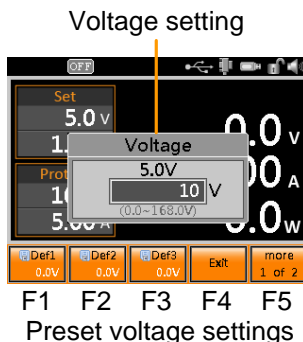 Voltage setting
OFF
Set
5.0 V
1.
0.0 V
Voltage
5.0V
10 V
(0.0~168.0V)
Prot
10
00 A
5.00 A
0.0 W
Def1 0.0V
Def2 0.0V
Def3 0.0V
Exit
more 1 of 2
F1 F2 F3 F4 F5
Preset voltage settings